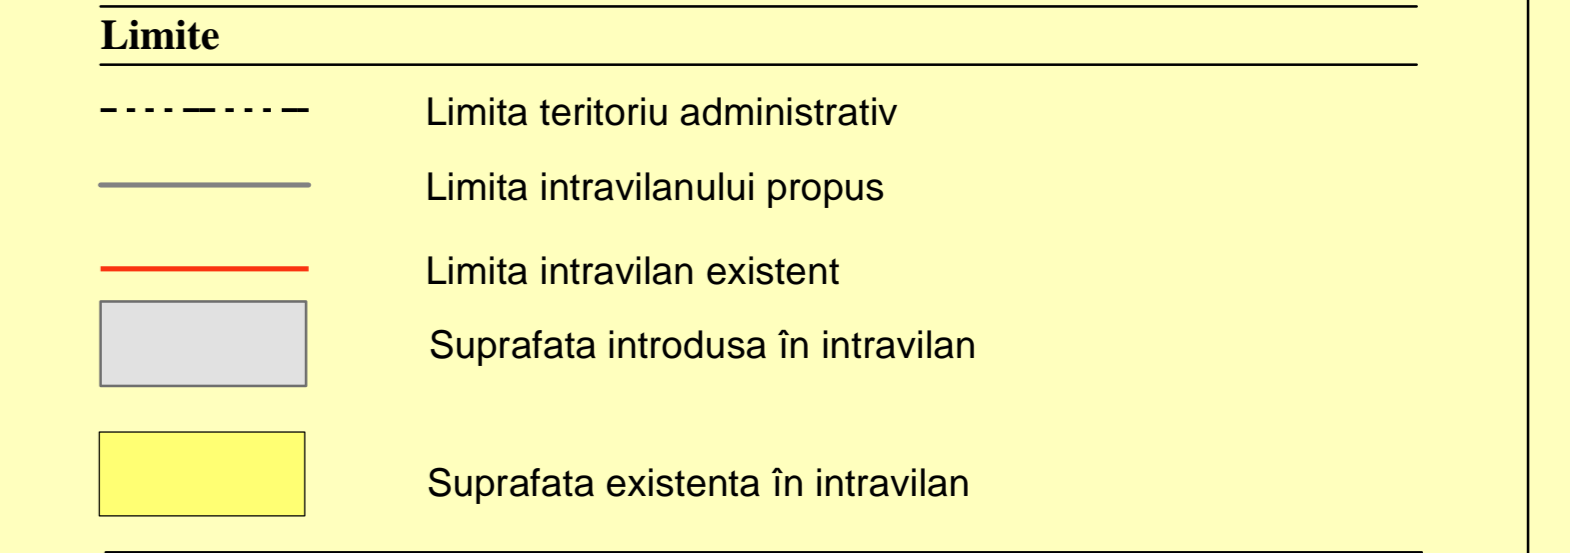 Limite
Limita teritoriu administrativ
Limita intravilanului propus
Limita intravilan existent
Suprafata introdusa în intravilan
Suprafata existenta în intravilan